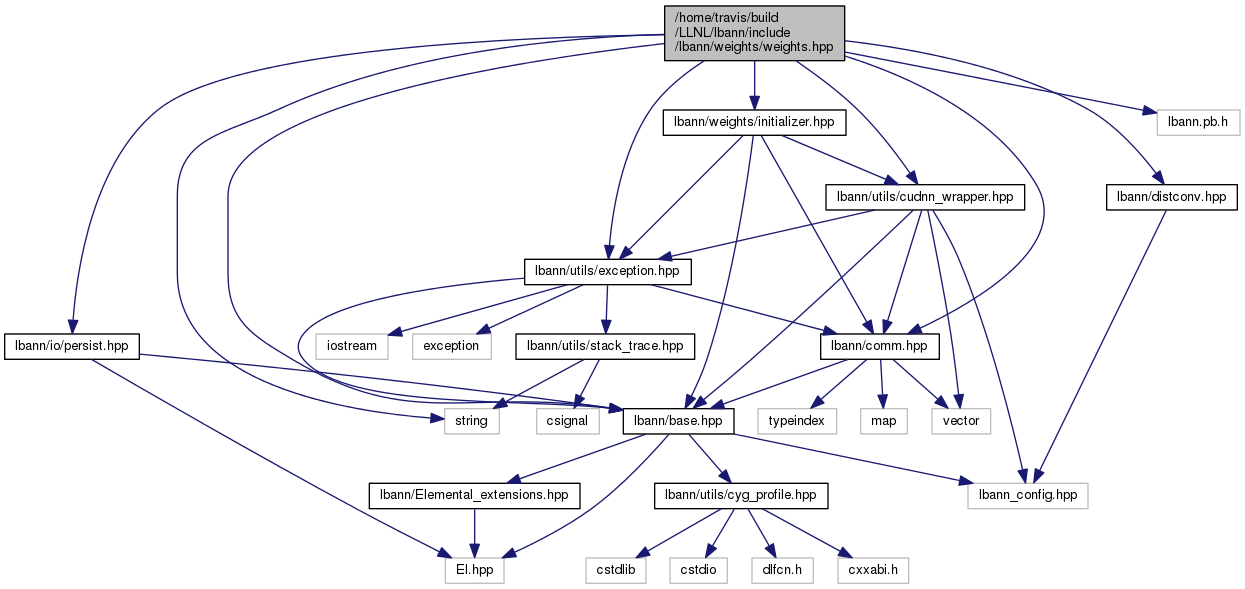 /home/travis/build
/LLNL/lbann/include
/lbann/weights/weights.hpp
lbann/weights/initializer.hpp
lbann.pb.h
lbann/utils/cudnn_wrapper.hpp
lbann/distconv.hpp
lbann/utils/exception.hpp
lbann/io/persist.hpp
iostream
exception
lbann/utils/stack_trace.hpp
lbann/comm.hpp
string
csignal
lbann/base.hpp
typeindex
map
vector
lbann/Elemental_extensions.hpp
lbann/utils/cyg_profile.hpp
lbann_config.hpp
El.hpp
cstdlib
cstdio
dlfcn.h
cxxabi.h